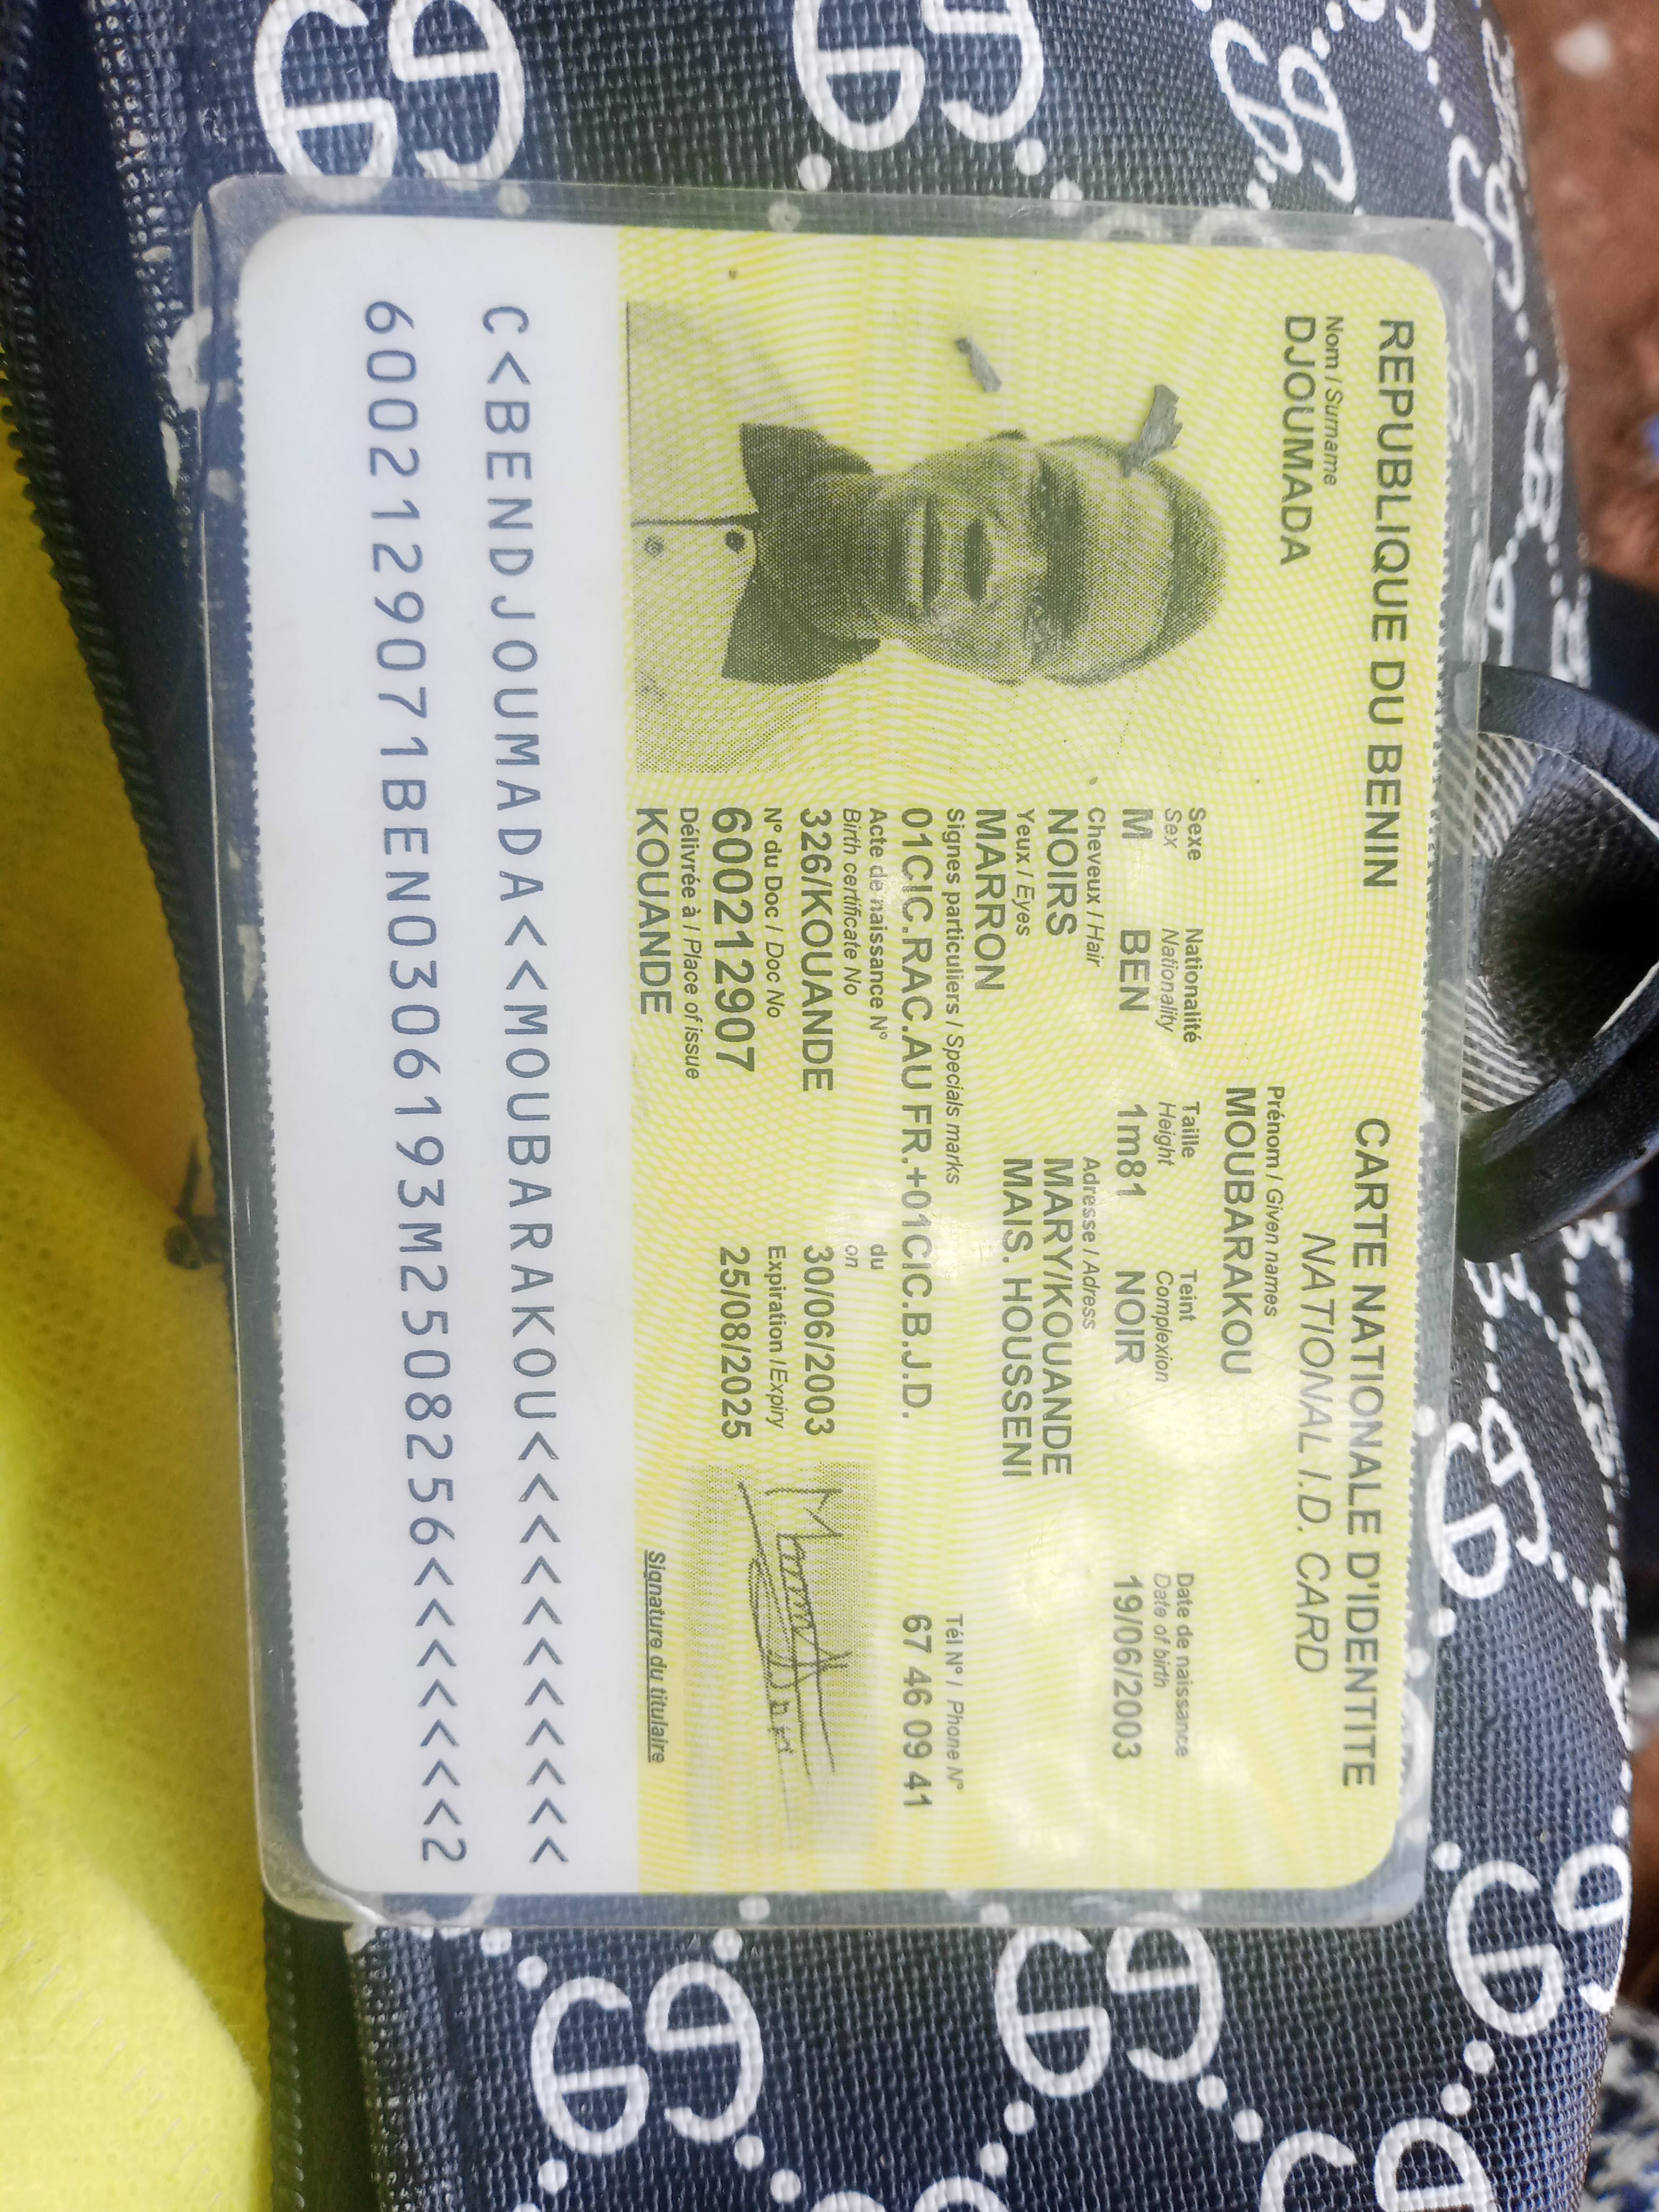 REPUBLIQUE DU BENIN
CARTE NATIONALE D'IDENTITE
NATIONAL I.D. CARD
Nom / Surname
DJOUMADA
Prénom / Given names
MOUBARAKOU
Sexe Nationalité Taille Teint Date de naissance
Sex Nationality Height Complexion Date of birth
M BEN 1m81 NOIR 19/06/2003
Cheveux / Hair Adresse / Adress
NOIRS MARY/KOUANDE
Yeux / Eyes MAIS. HOUSSENI
MARRON
Signes particuliers / Specials marks Tél N° / Phone N°
01CIC.RAC.AU FR.+01CIC.B.J.D. 67 46 09 41
Acte de naissance N° du
Birth certificate No on
326/KOUANDE 30/06/2003
N° du Doc / Doc No Expiration / Expiry
600212907 25/08/2025
Délivrée à / Place of issue
KOUANDE
Signature du titulaire
C<BENDJOUMADA<<MOUBARAKOU<<<<<<<<<<<
6002129071BEN0306193M2508256<<<<<<<2